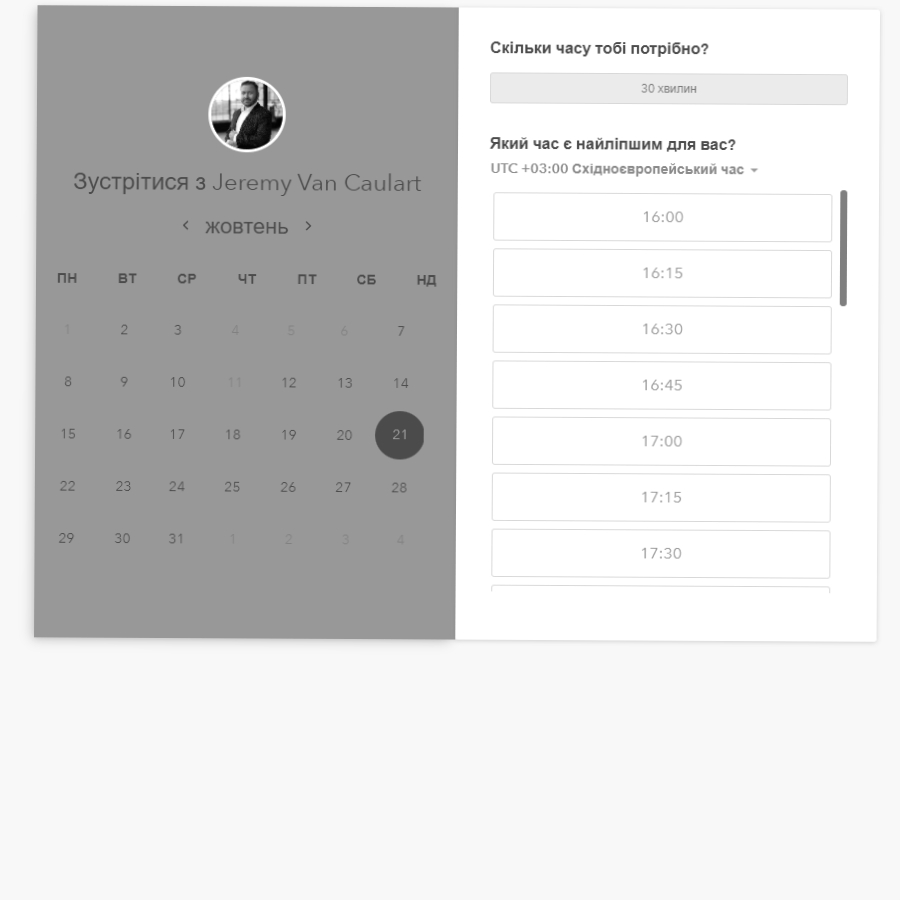 Зустрітися з Jeremy Van Caulart
жовтень
ПН ВТ СР ЧТ ПТ СБ НД
1 2 3 4 5 6 7
8 9 10 11 12 13 14
15 16 17 18 19 20 21
22 23 24 25 26 27 28
29 30 31 1 2 3 4
Скільки часу тобі потрібно?
30 хвилин
Який час є найліпшим для вас?
UTC +03:00 Східноєвропейський час
16:00
16:15
16:30
16:45
17:00
17:15
17:30